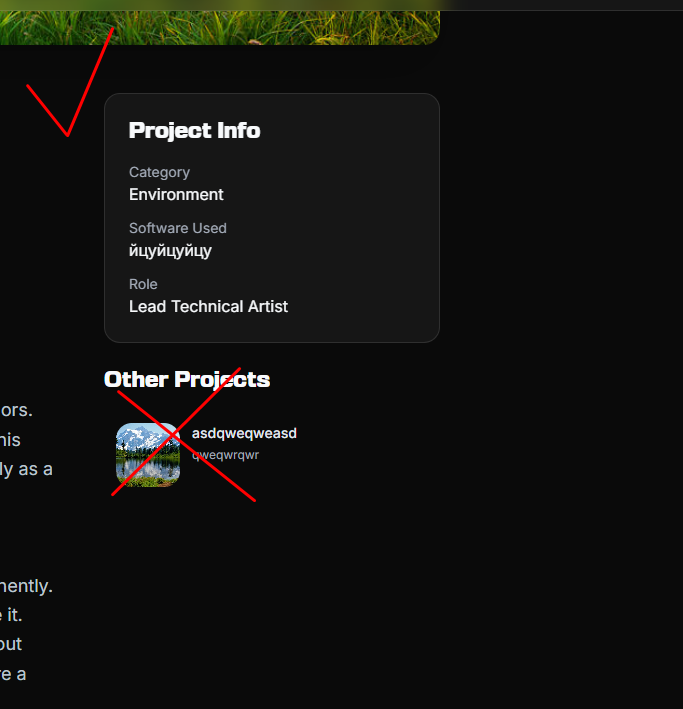 Project Info
Category
Environment
Software Used
йцуйцуйцу
Role
Lead Technical Artist
Other Projects
asdqweqweasd
qweqwrqwr
ors.
nis
ly as a
nently.
it.
out
re a